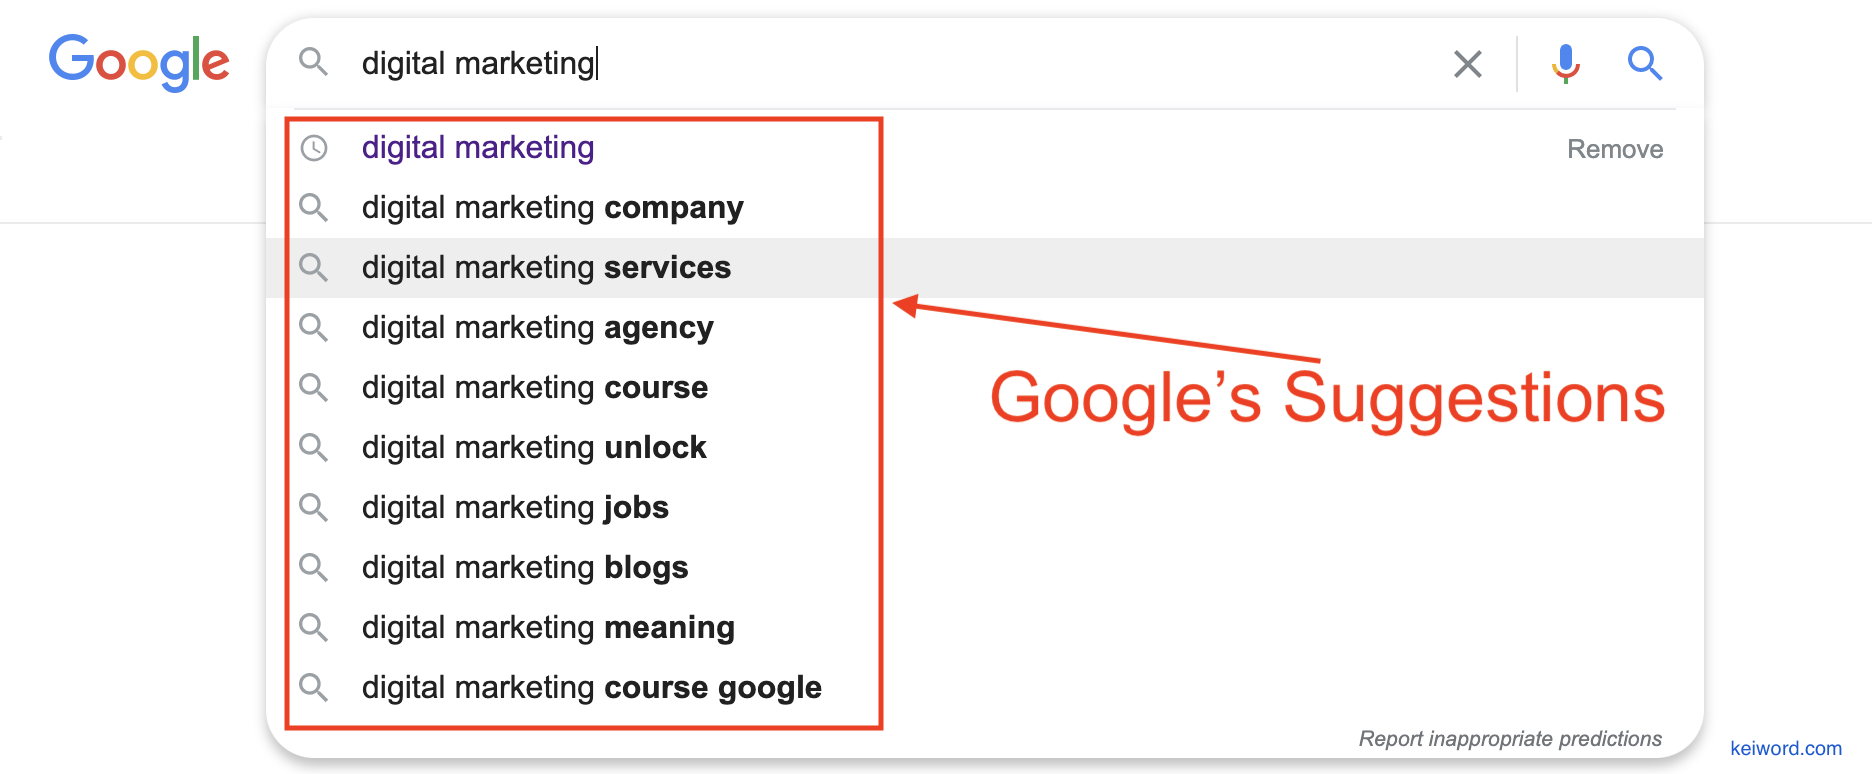 Google
digital marketing
digital marketing
Remove
digital marketing company
digital marketing services
digital marketing agency
digital marketing course
Google’s Suggestions
digital marketing unlock
digital marketing jobs
digital marketing blogs
digital marketing meaning
digital marketing course google
Report inappropriate predictions
keiword.com